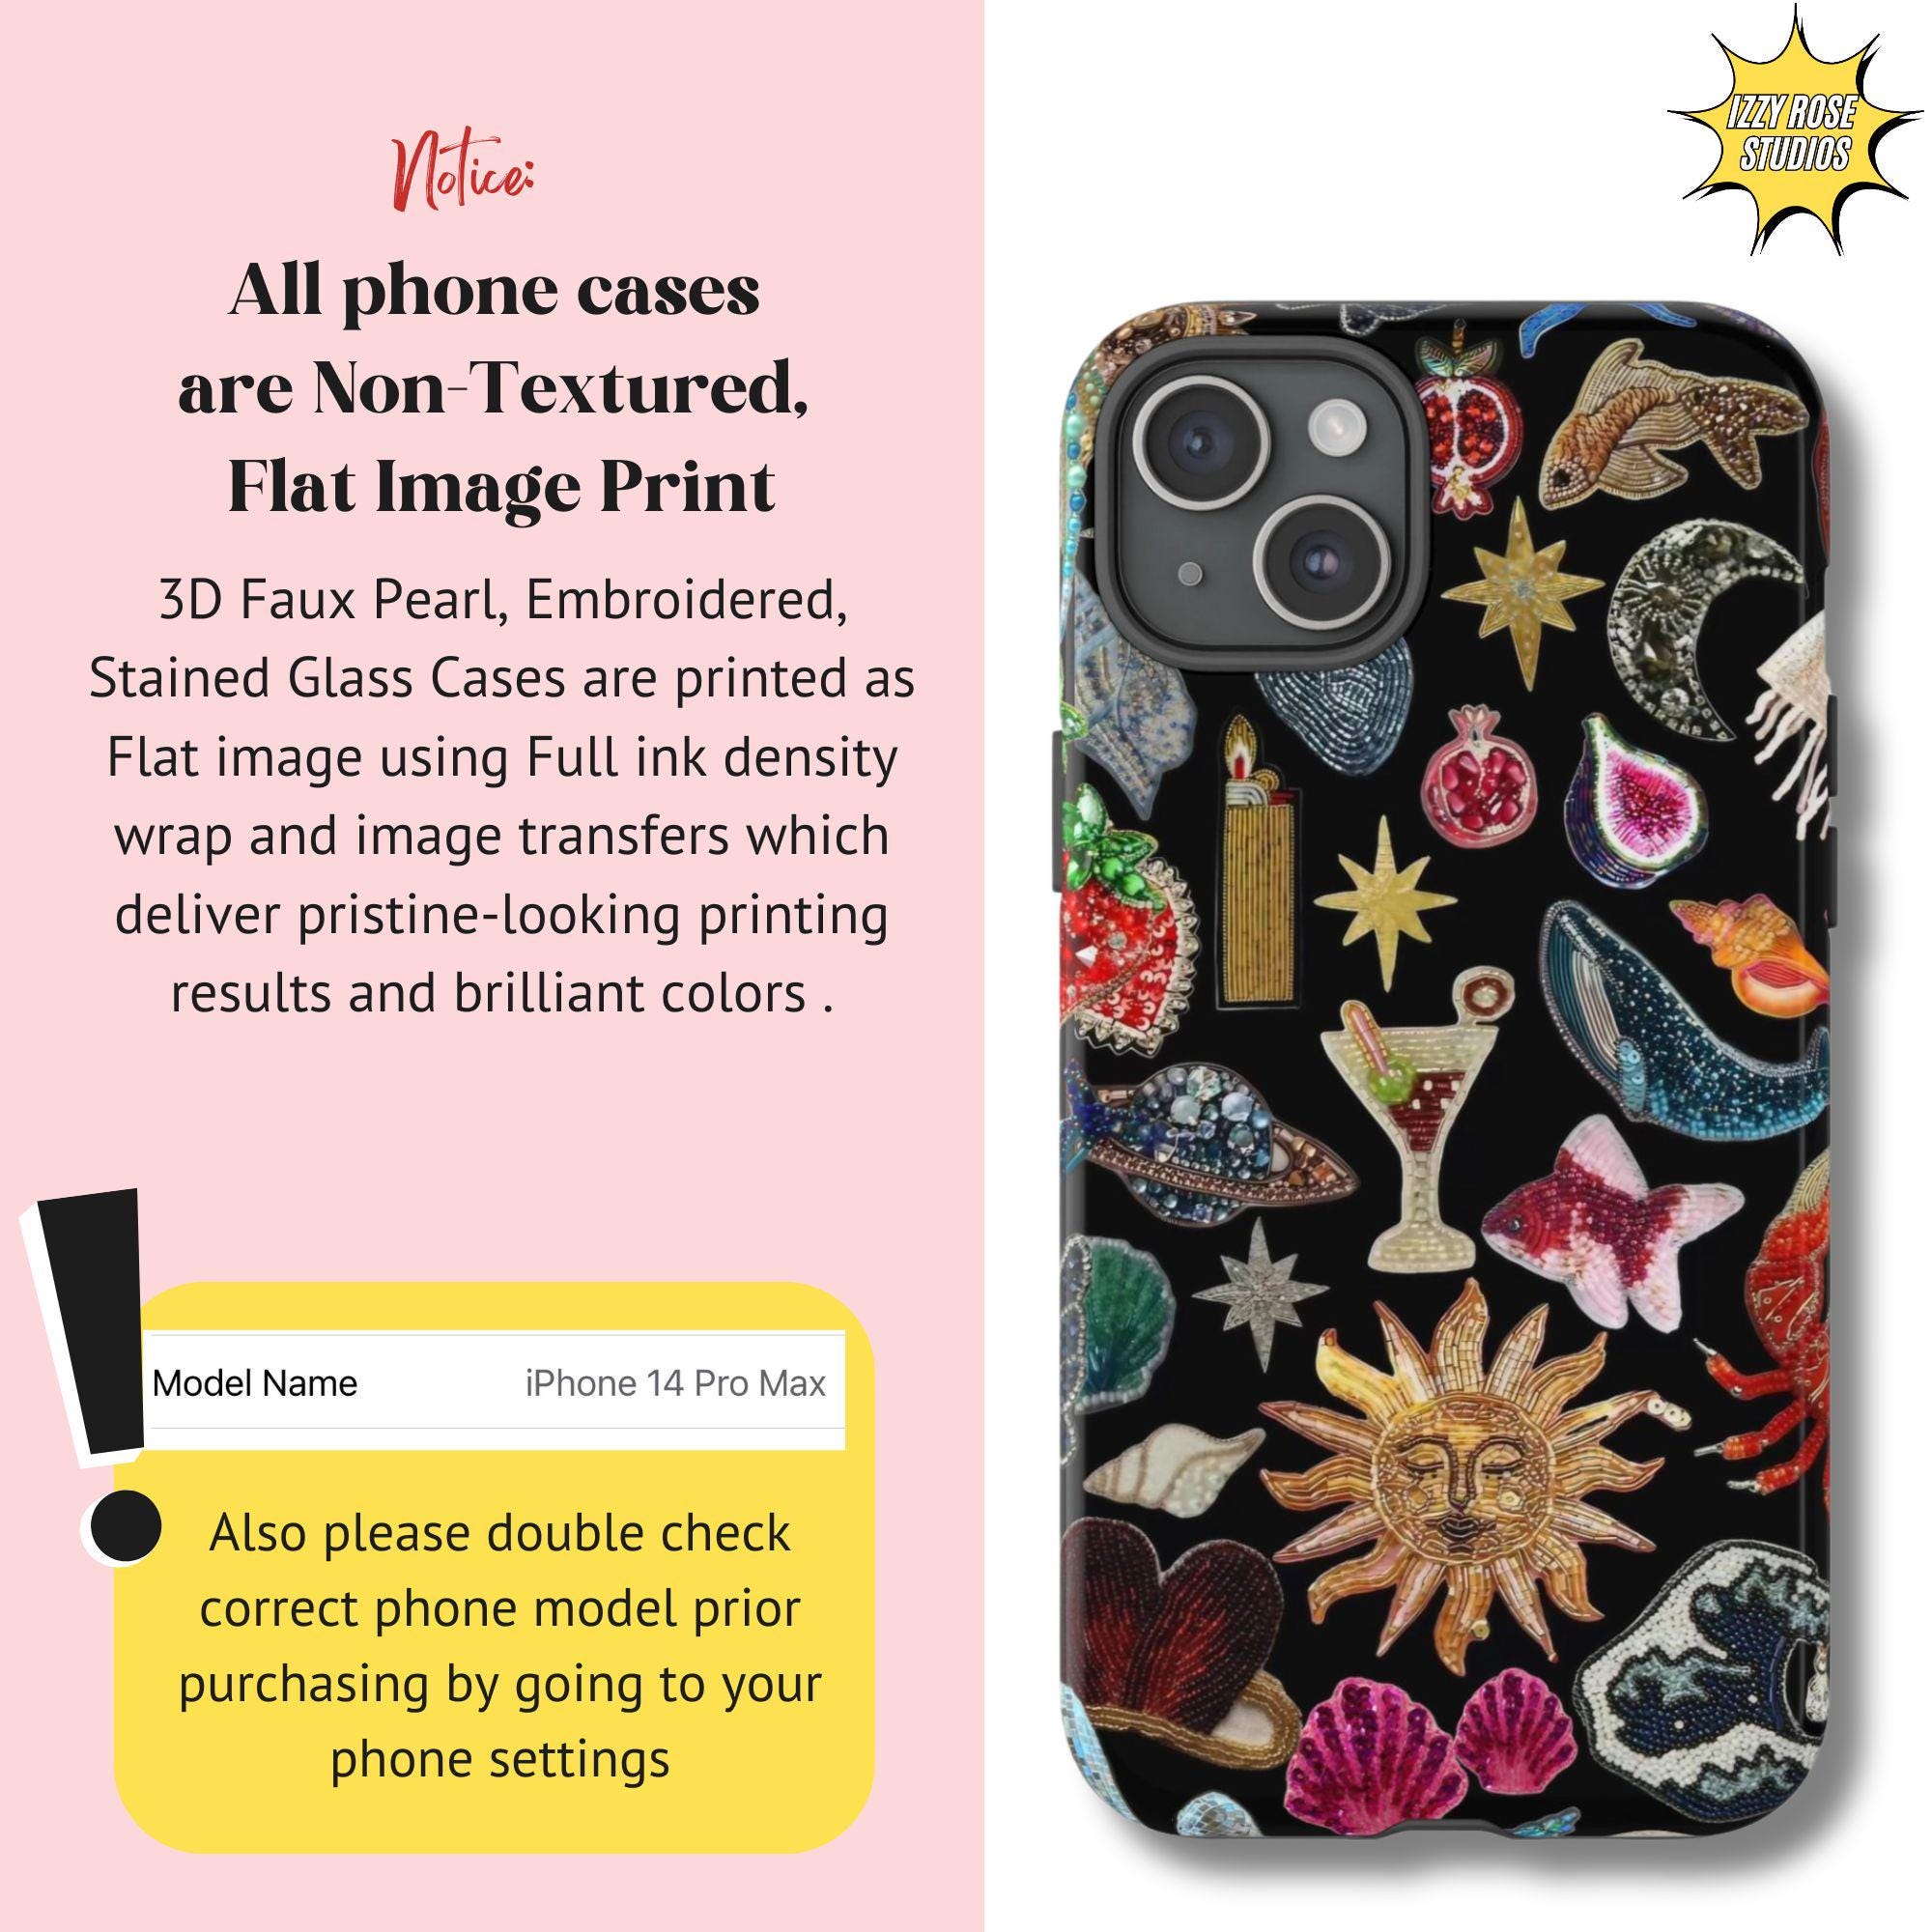 Notice:
All phone cases
are Non-Textured,
Flat Image Print
3D Faux Pearl, Embroidered,
Stained Glass Cases are printed as
Flat image using Full ink density
wrap and image transfers which
deliver pristine-looking printing
results and brilliant colors .
Model Name iPhone 14 Pro Max
Also please double check
correct phone model prior
purchasing by going to your
phone settings
IZZY ROSE
STUDIOS